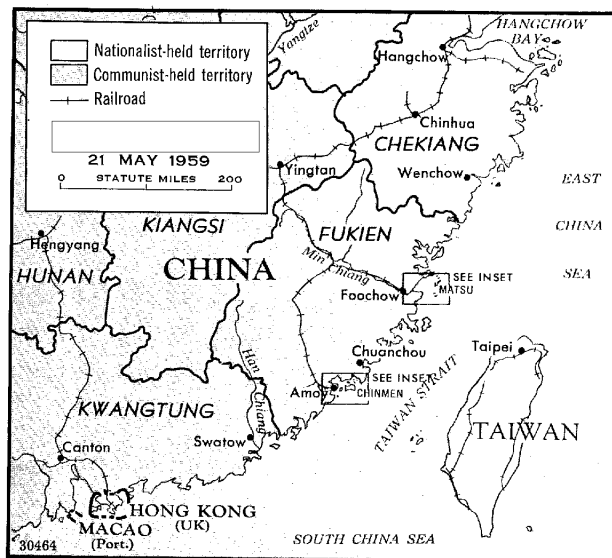 Nationalist-held territory
Communist-held territory
Railroad
21 MAY 1959
0 STATUTE MILES 200
Yangtze
HANGCHOW
BAY
Hangchow
Chinhua
CHEKIANG
Yingtan
Wenchow
EAST
CHINA
SEA
KIANGSI
FUKIEN
Hengyang
HUNAN
CHINA
Min Chiang
Foochow
SEE INSET
MATSU
Chuanchou
Taipei
SEE INSET
CHINMEN
Amoy
TAIWAN STRAIT
Han Chiang
KWANGTUNG
Swatow
TAIWAN
Canton
HONG KONG
(UK)
MACAO
(Port.)
30464
SOUTH CHINA SEA